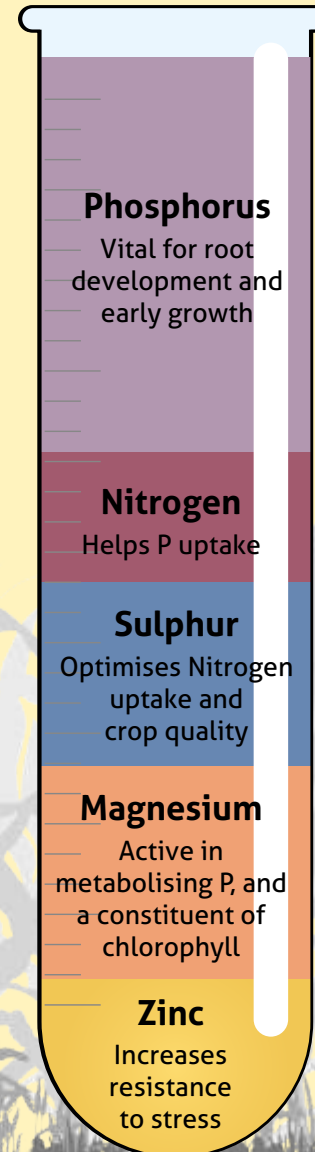 Phosphorus
Vital for root
development and
early growth
Nitrogen
Helps P uptake
Sulphur
Optimises Nitrogen
uptake and
crop quality
Magnesium
Active in
metabolising P, and
a constituent of
chlorophyll
Zinc
Increases
resistance
to stress